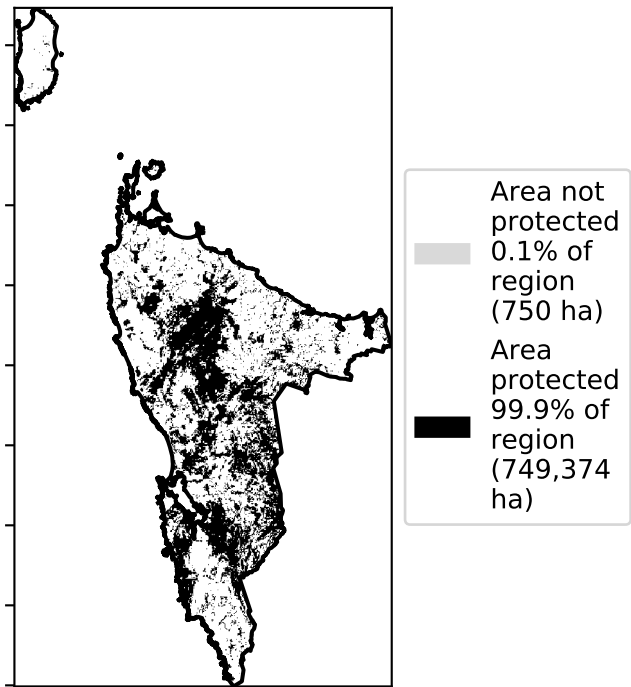 Area not
protected
0.1% of
region
(750 ha)
Area
protected
99.9% of
region
(749,374
ha)